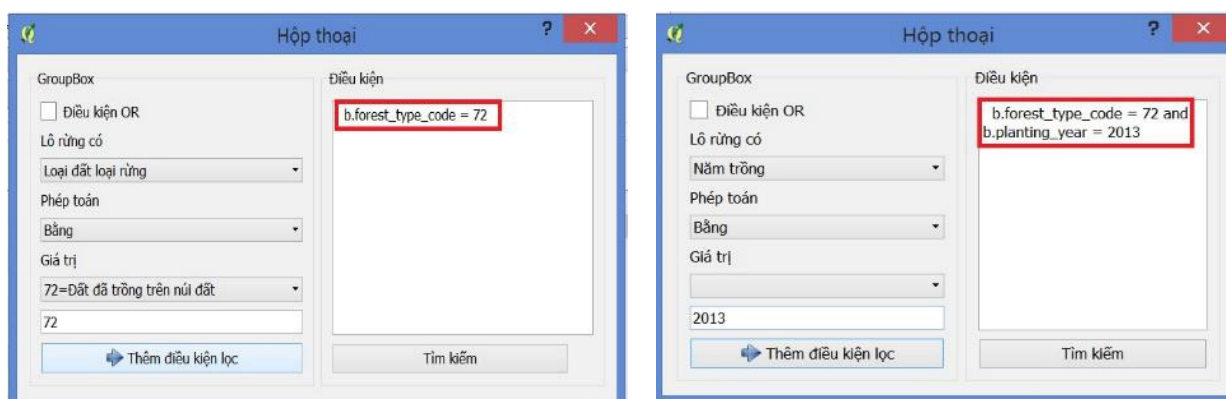 Hộp thoại ? ×
GroupBox
Điều kiện OR
Lô rừng có
Loại đất loại rừng
Phép toán
Bằng
Giá trị
72=Đất đã trồng trên núi đất
72
Thêm điều kiện lọc
Điều kiện
b.forest_type_code = 72
Tìm kiếm
Hộp thoại ? ×
GroupBox
Điều kiện OR
Lô rừng có
Năm trồng
Phép toán
Bằng
Giá trị
2013
Thêm điều kiện lọc
Điều kiện
b.forest_type_code = 72 and
b.planting_year = 2013
Tìm kiếm